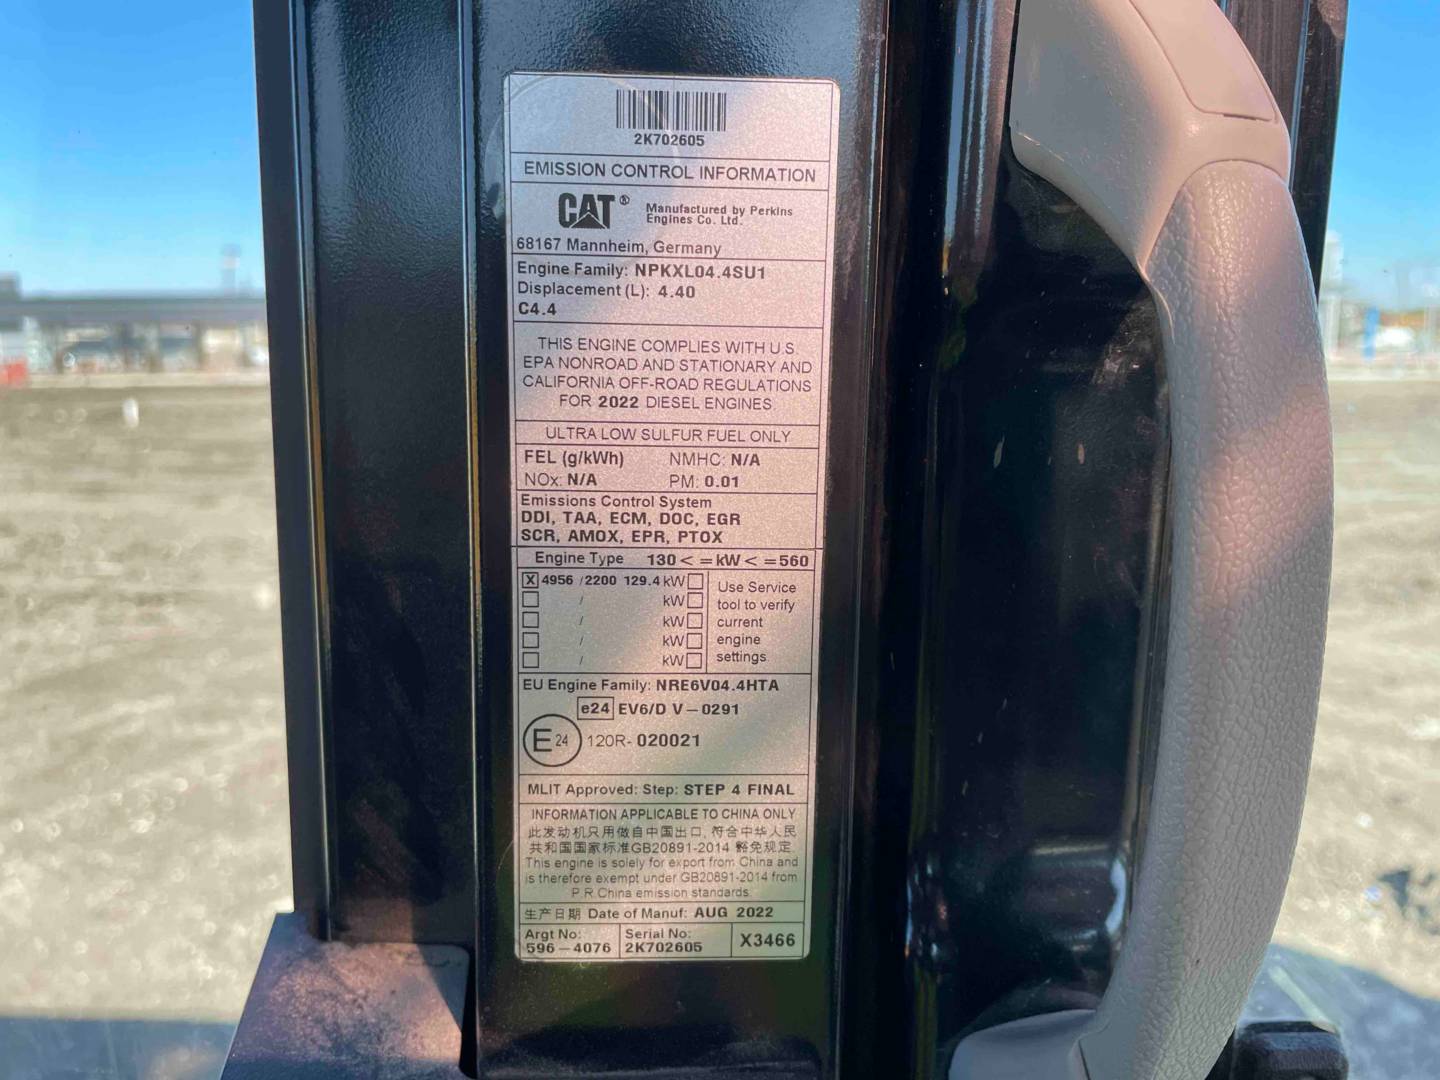 2K702605
EMISSION CONTROL INFORMATION
CAT® Manufactured by Perkins
Engines Co. Ltd.
68167 Mannheim, Germany
Engine Family: NPKXL04.4SU1
Displacement (L): 4.40
C4.4
THIS ENGINE COMPLIES WITH U.S.
EPA NONROAD AND STATIONARY AND
CALIFORNIA OFF-ROAD REGULATIONS
FOR 2022 DIESEL ENGINES
ULTRA LOW SULFUR FUEL ONLY
FEL (g/kWh) NMHC: N/A
NOx: N/A PM: 0.01
Emissions Control System
DDI, TAA, ECM, DOC, EGR
SCR, AMOX, EPR, PTOX
Engine Type 130 < =kW < =560
X 4956 /2200 129.4 kW Use Service
/ kW tool to verify
/ kW current
/ kW engine
/ kW settings
EU Engine Family: NRE6V04.4HTA
e24 EV6/D V-0291
E 24 120R- 020021
MLIT Approved: Step: STEP 4 FINAL
INFORMATION APPLICABLE TO CHINA ONLY
此发动机只用做自中国出口, 符合中华人民
共和国国家标准GB20891-2014 豁免规定.
This engine is solely for export from China and
is therefore exempt under GB20891-2014 from
P.R.China emission standards.
生产日期 Date of Manuf: AUG 2022
Argt No: Serial No:
596-4076 2K702605 X3466